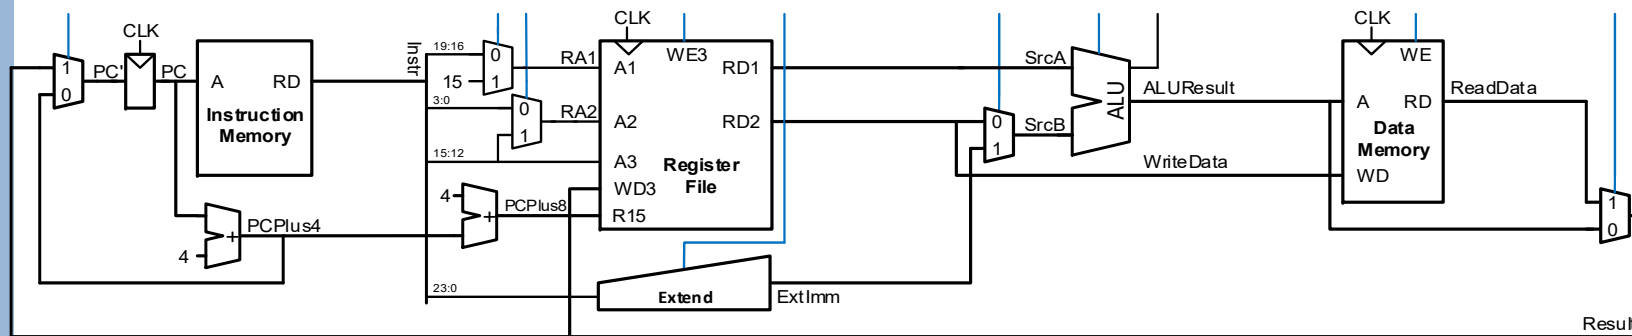 CLK
CLK
CLK
1
0
PC'
PC
A
RD
Instruction
Memory
4
+
PCPlus4
Instr
19:16
15
0
1
RA1
3:0
0
1
RA2
15:12
4
+
PCPlus8
23:0
A1
WE3
RD1
A2
RD2
A3
Register
File
WD3
R15
Extend
ExtImm
0
1
SrcA
SrcB
ALU
ALUResult
WriteData
WE
A
RD
Data
Memory
WD
ReadData
1
0